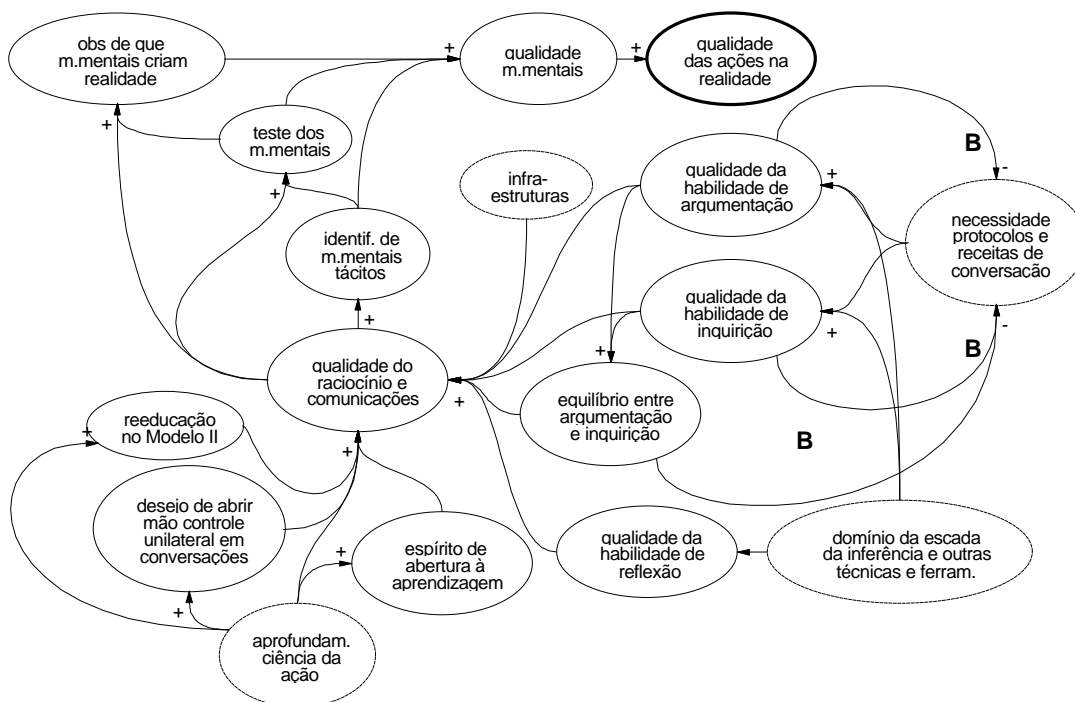 obs de que
m.mentais criam
realidade
+
qualidade
m.mentais
+
qualidade
das ações na
realidade
+
teste dos
m.mentais
+
identif. de
m.mentais
tácitos
+
infra-
estruturas
qualidade da
habilidade de
argumentação
+
B
-
necessidade
protocolos e
receitas de
conversação
qualidade da
habilidade de
inquirição
+
B
-
qualidade do
raciocínio e
comunicações
+
+
equilíbrio entre
argumentação
e inquirição
+
B
reeducação
no Modelo II
+
desejo de abrir
mão controle
unilateral em
conversações
+
espírito de
abertura à
aprendizagem
+
qualidade da
habilidade de
reflexão
domínio da escada
da inferência e outras
técnicas e ferram.
+
aprofundam.
ciência da
ação